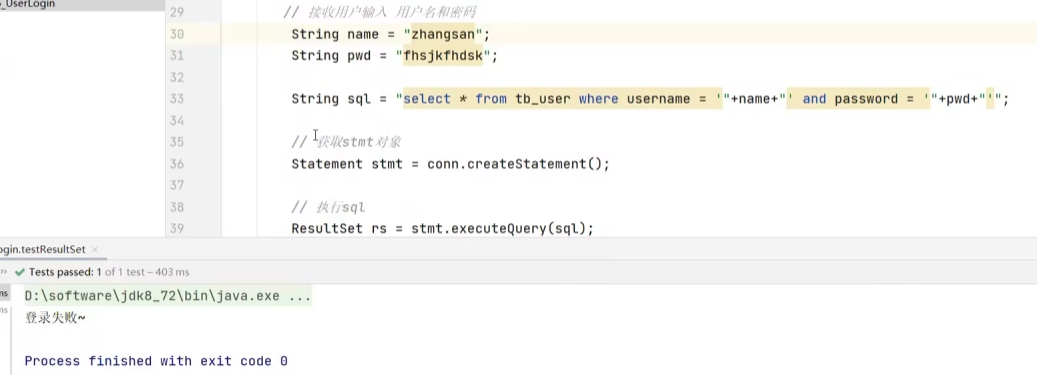 _UserLogin
29 // 接收用户输入 用户名和密码
30 String name = "zhangsan";
31 String pwd = "fhsjkfhdsk";
32
33 String sql = "select * from tb_user where username = '"+name+"' and password = '"+pwd+"'";
34
35 // 获取stmt对象
36 Statement stmt = conn.createStatement();
37
38 // 执行sql
39 ResultSet rs = stmt.executeQuery(sql);
ogin.testResultSet ×
›› ✔ Tests passed: 1 of 1 test – 403 ms
ms D:\software\jdk8_72\bin\java.exe ...
ms 登录失败~
Process finished with exit code 0